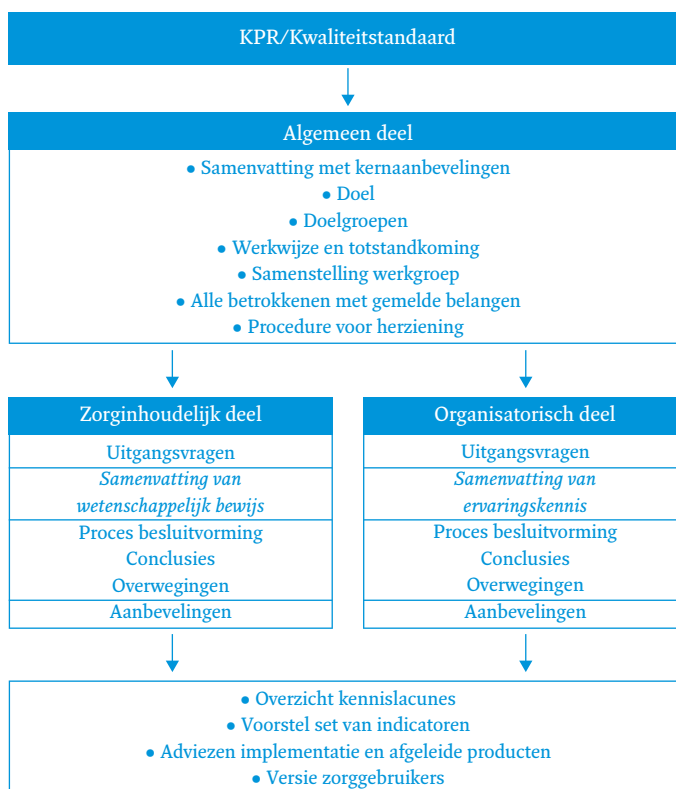 KPR/Kwaliteitstandaard
Algemeen deel
• Samenvatting met kernaanbevelingen
• Doel
• Doelgroepen
• Werkwijze en totstandkoming
• Samenstelling werkgroep
• Alle betrokkenen met gemelde belangen
• Procedure voor herziening
Zorginhoudelijk deel
Uitgangsvragen
Samenvatting van
wetenschappelijk bewijs
Proces besluitvorming
Conclusies
Overwegingen
Aanbevelingen
Organisatorisch deel
Uitgangsvragen
Samenvatting van
ervaringskennis
Proces besluitvorming
Conclusies
Overwegingen
Aanbevelingen
• Overzicht kennislacunes
• Voorstel set van indicatoren
• Adviezen implementatie en afgeleide producten
• Versie zorggebruikers